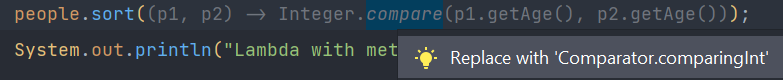 people.sort((p1, p2) -> Integer.compare(p1.getAge(), p2.getAge()));
System.out.println("Lambda with met
Replace with 'Comparator.comparingInt'